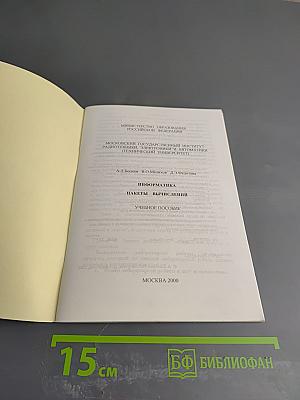 МИНИСТЕРСТВО ОБРАЗОВАНИЯ
РОССИЙСКОЙ ФЕДЕРАЦИИ
МОСКОВСКИЙ ГОСУДАРСТВЕННЫЙ ИНСТИТУТ
РАДИОТЕХНИКИ, ЭЛЕКТРОНИКИ И АВТОМАТИКИ
(ТЕХНИЧЕСКИЙ УНИВЕРСИТЕТ)
ИНФОРМАТИКА
ПАКЕТЫ ВЫЧИСЛЕНИЙ
УЧЕБНОЕ ПОСОБИЕ
МОСКВА 2000
15 см
БФ БИБЛИОФАН